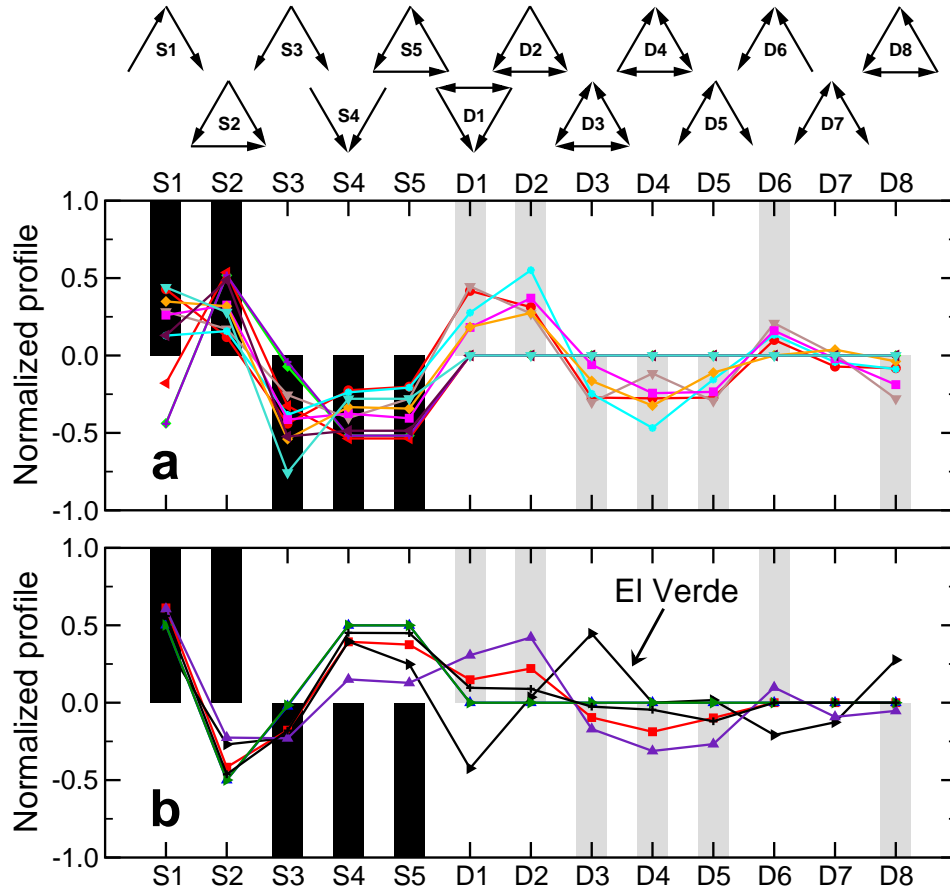 S1 S3 S5 D2 D4 D6 D8
S2 S4 D1 D3 D5 D7
S1 S2 S3 S4 S5 D1 D2 D3 D4 D5 D6 D7 D8
1.0
0.5
0.0
-0.5
-1.0
Normalized profile
a
1.0
0.5
0.0
-0.5
-1.0
Normalized profile
El Verde
b
S1 S2 S3 S4 S5 D1 D2 D3 D4 D5 D6 D7 D8